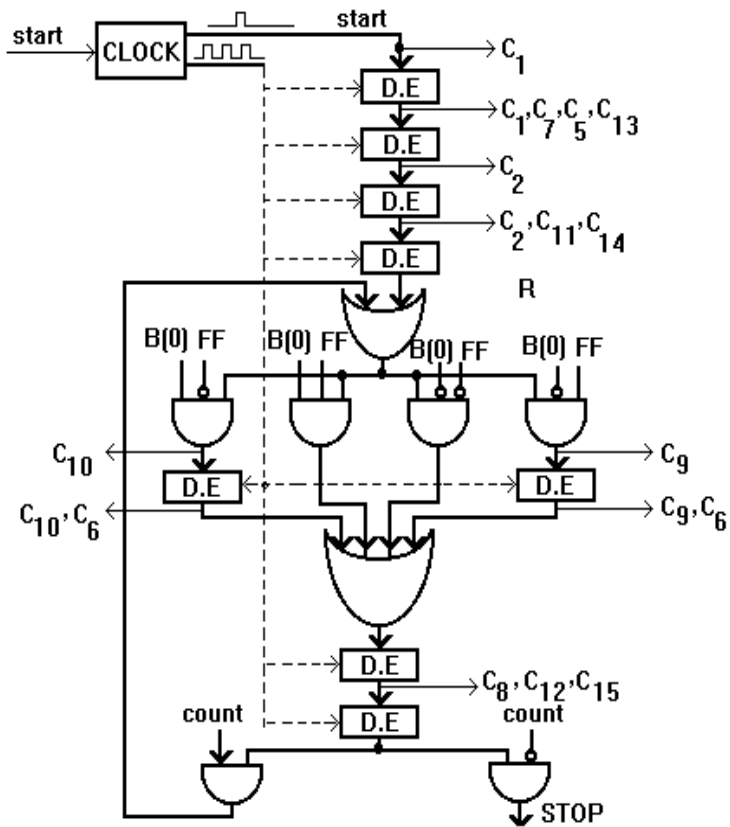 start
start
CLOCK
C1
D.E
C1,C7,C5,C13
D.E
C2
D.E
C2,C11,C14
D.E
R
B(0) FF
B(0) FF
B(0) FF
B(0) FF
C10
C9
D.E
D.E
C10,C6
C9,C6
D.E
C8,C12,C15
count
D.E
count
STOP